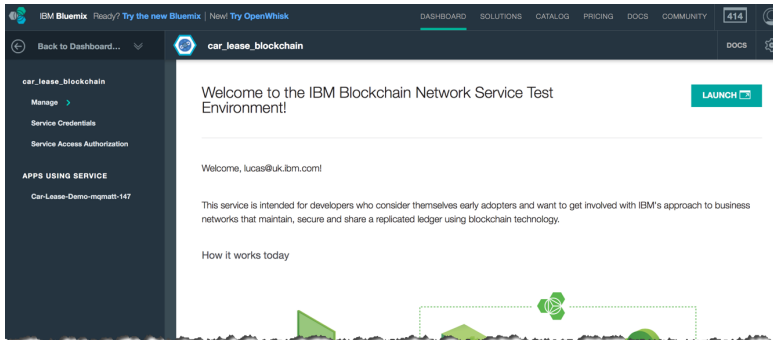 IBM Bluemix Ready? Try the new Bluemix | New! Try OpenWhisk DASHBOARD SOLUTIONS CATALOG PRICING DOCS COMMUNITY 414
Back to Dashboard... car_lease_blockchain DOCS
car_lease_blockchain
Manage
Service Credentials
Service Access Authorization
APPS USING SERVICE
Car-Lease-Demo-mqmatt-147
Welcome to the IBM Blockchain Network Service Test
Environment!
LAUNCH
Welcome, lucas@uk.ibm.com!
This service is intended for developers who consider themselves early adopters and want to get involved with IBM's approach to business
networks that maintain, secure and share a replicated ledger using blockchain technology.
How it works today